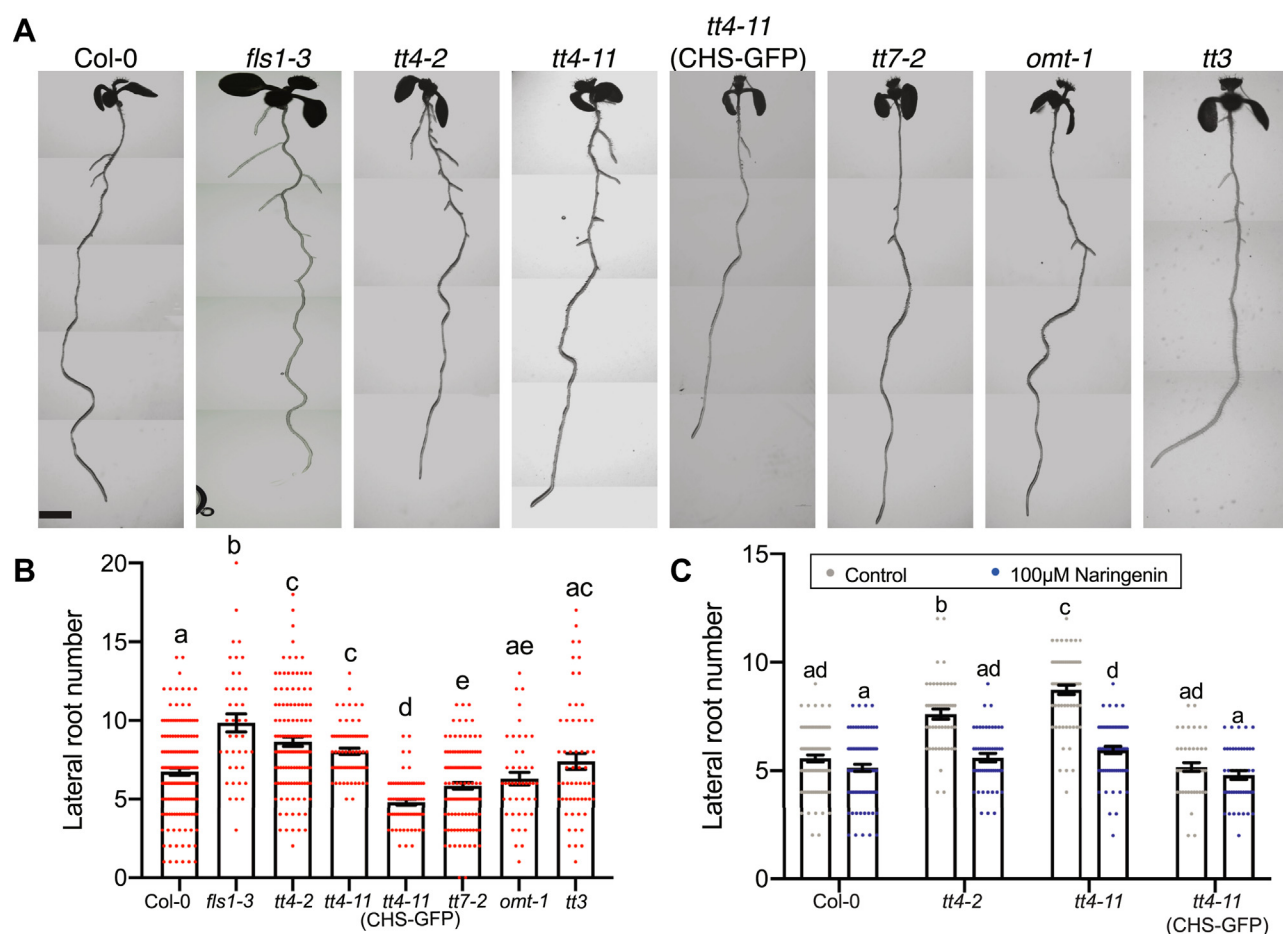 A
Col-0 fls1-3 tt4-2 tt4-11 tt4-11 (CHS-GFP) tt7-2 omt-1 tt3
B
Lateral root number
20
15
10
5
0
b
a
c
c
d
e
ae
ac
Col-0 fls1-3 tt4-2 tt4-11 tt4-11 tt7-2 omt-1 tt3
(CHS-GFP)
C
Lateral root number
15
10
5
0
Control 100µM Naringenin
ad
a
b
ad
c
d
ad
a
Col-0 tt4-2 tt4-11 tt4-11
(CHS-GFP)